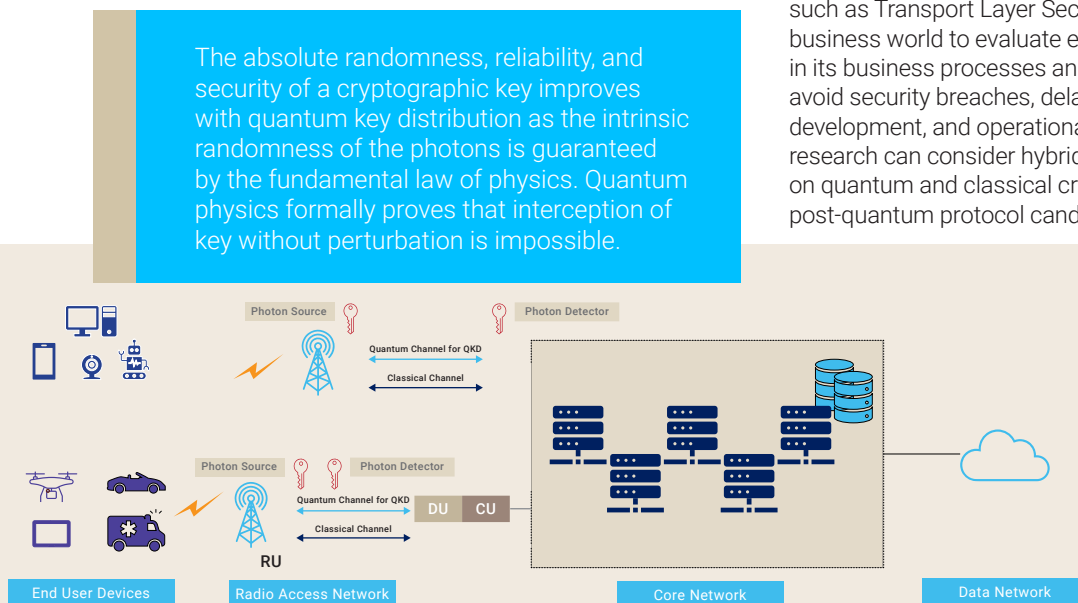 The absolute randomness, reliability, and
security of a cryptographic key improves
with quantum key distribution as the intrinsic
randomness of the photons is guaranteed
by the fundamental law of physics. Quantum
physics formally proves that interception of
key without perturbation is impossible.
such as Transport Layer Sec
business world to evaluate e
in its business processes an
avoid security breaches, dela
development, and operationa
research can consider hybrid
on quantum and classical cr
post-quantum protocol cand
Photon Source
Photon Detector
Quantum Channel for QKD
Classical Channel
Photon Source
Photon Detector
Quantum Channel for QKD
Classical Channel
DU
CU
RU
End User Devices
Radio Access Network
Core Network
Data Network